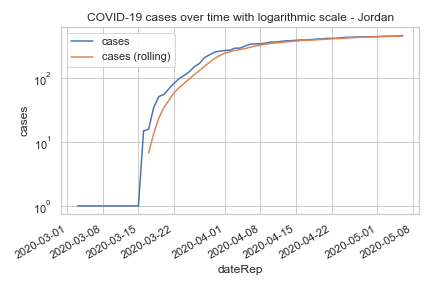 COVID-19 cases over time with logarithmic scale - Jordan
cases
cases (rolling)
cases
10²
10¹
10⁰
2020-03-01
2020-03-08
2020-03-15
2020-03-22
2020-04-01
2020-04-08
2020-04-15
2020-04-22
2020-05-01
2020-05-08
dateRep